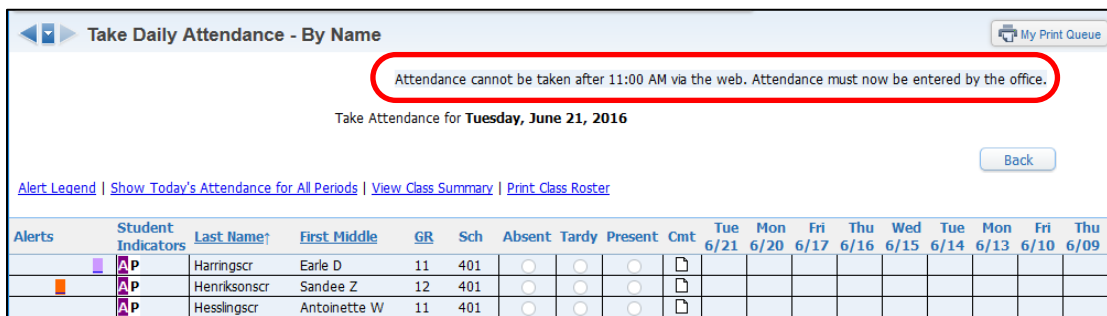 Take Daily Attendance - By Name
My Print Queue
Attendance cannot be taken after 11:00 AM via the web. Attendance must now be entered by the office.
Take Attendance for Tuesday, June 21, 2016
Back
Alert Legend | Show Today's Attendance for All Periods | View Class Summary | Print Class Roster
Alerts Student Indicators Last Name↑ First Middle GR Sch Absent Tardy Present Cmt Tue 6/21 Mon 6/20 Fri 6/17 Thu 6/16 Wed 6/15 Tue 6/14 Mon 6/13 Fri 6/10 Thu 6/09
A P Harringscr Earle D 11 401
A P Henriksonscr Sandee Z 12 401
A P Hesslingscr Antoinette W 11 401